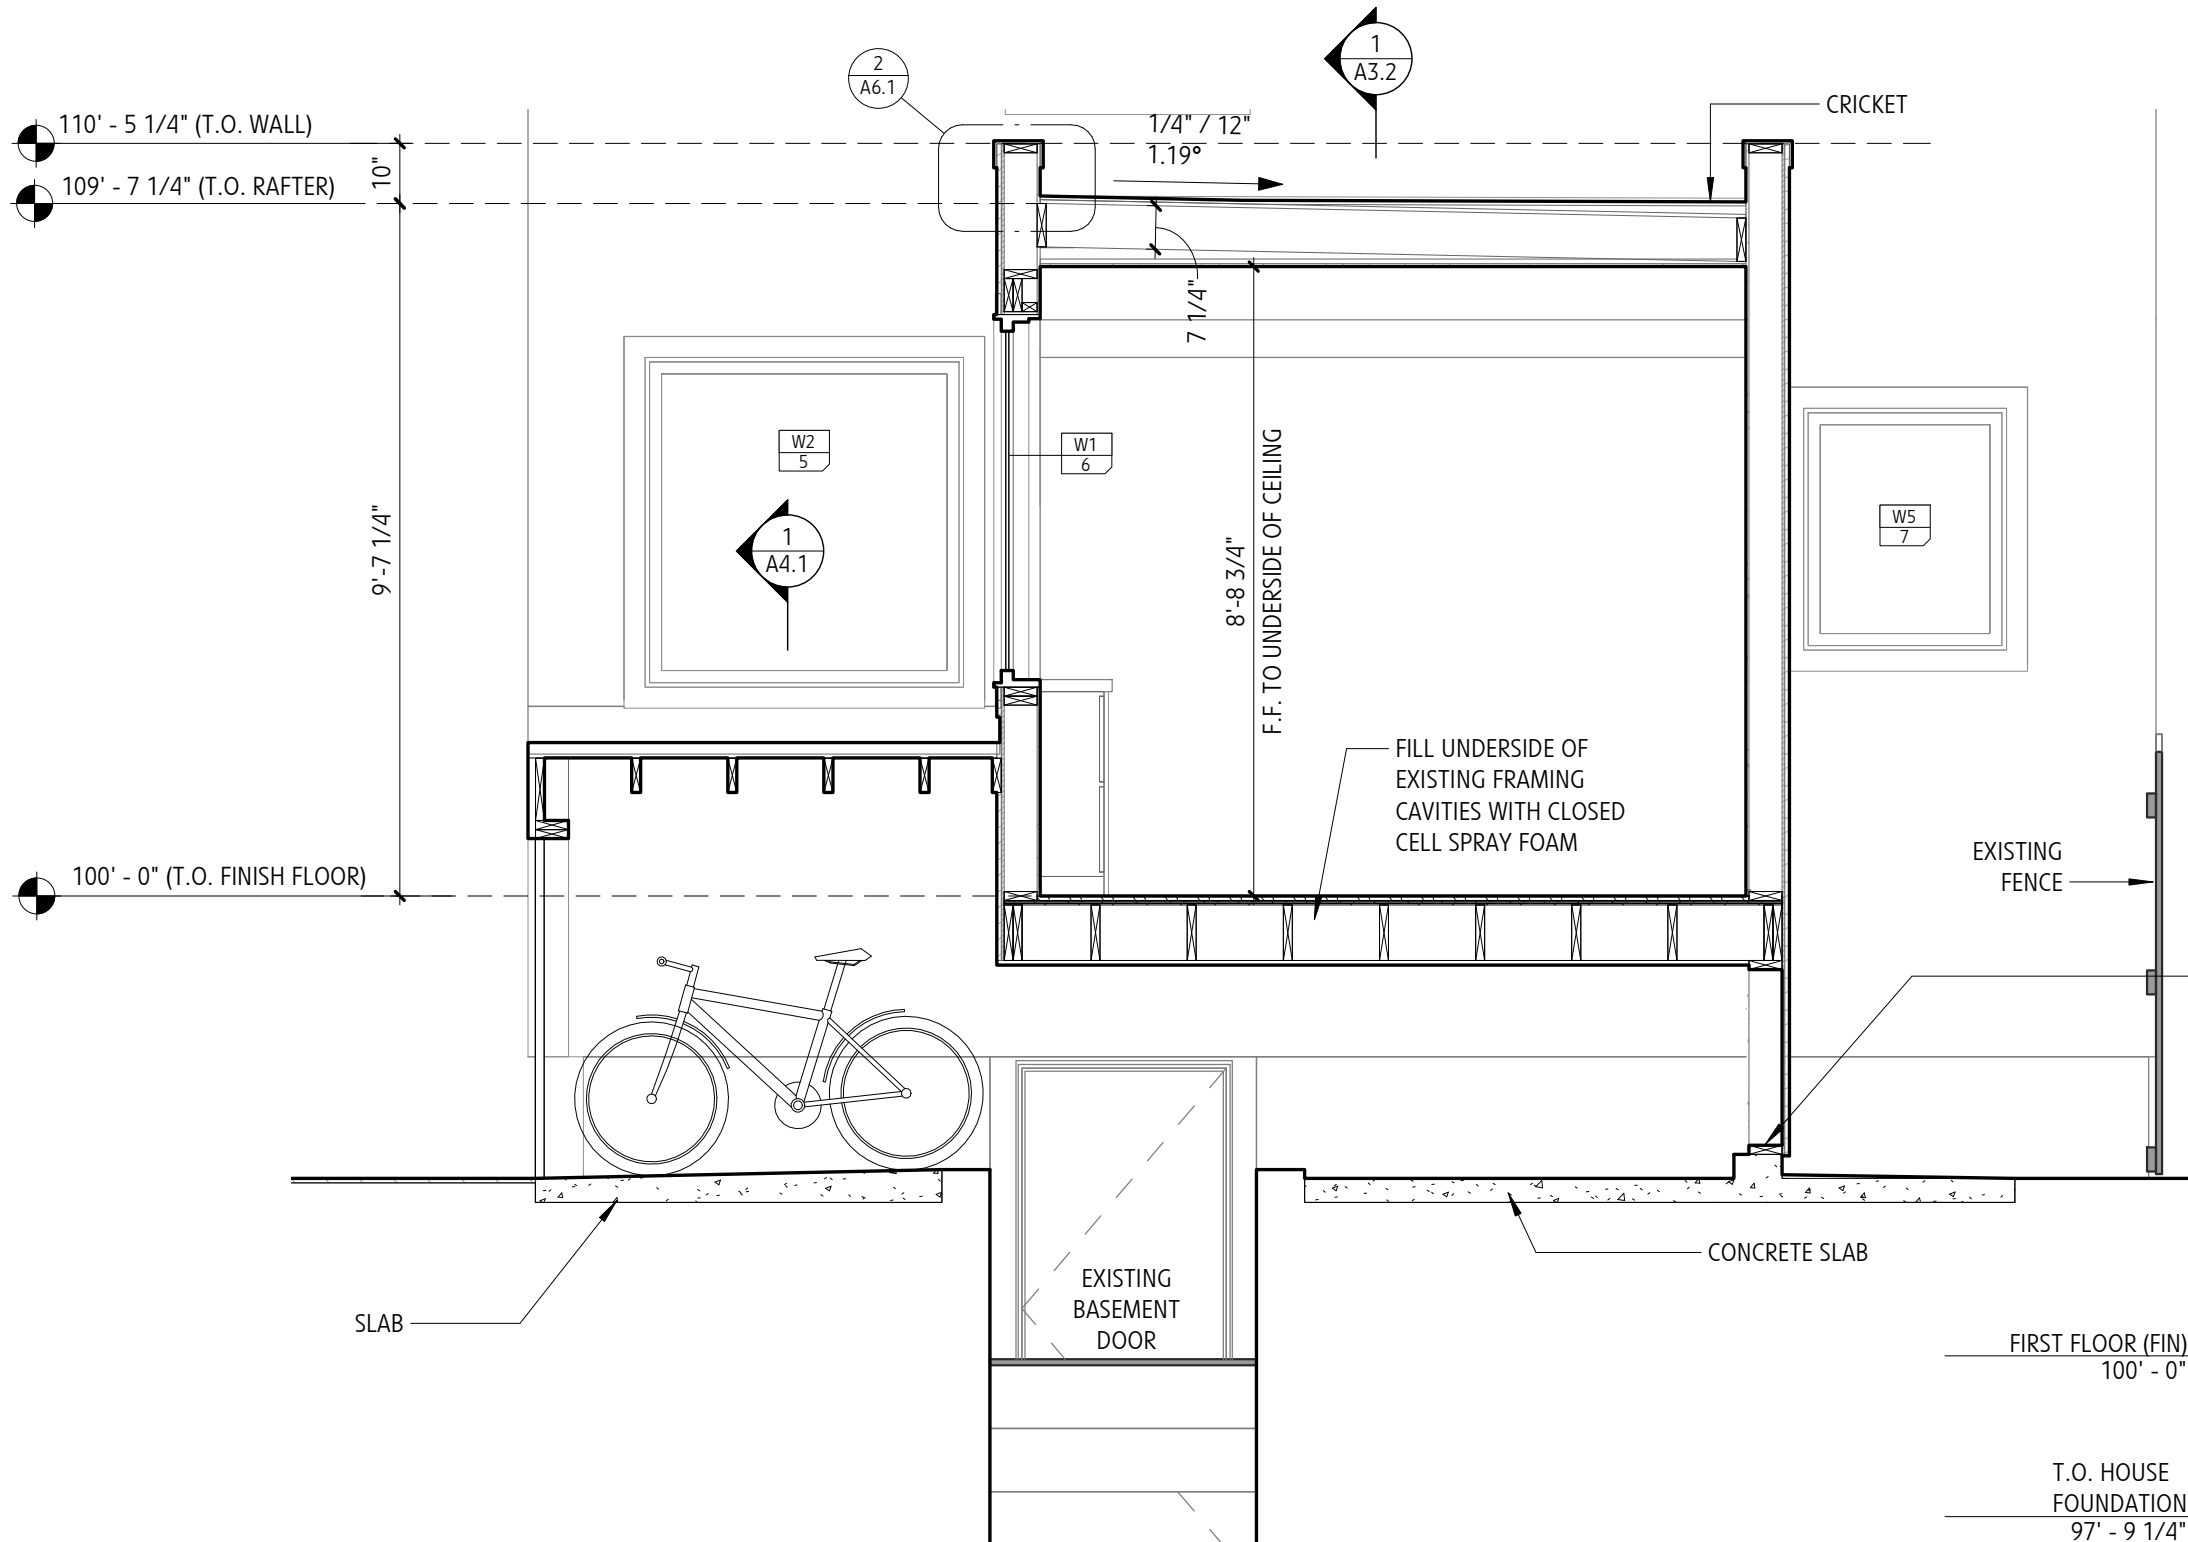 1
A3.2
2
A6.1
CRICKET
110' - 5 1/4" (T.O. WALL)
1/4" / 12"
1.19°
10"
109' - 7 1/4" (T.O. RAFTER)
7 1/4"
W2
5
W1
6
1
A4.1
W5
7
9'-7 1/4"
8'-8 3/4"
F.F. TO UNDERSIDE OF CEILING
FILL UNDERSIDE OF
EXISTING FRAMING
CAVITIES WITH CLOSED
CELL SPRAY FOAM
EXISTING
FENCE
100' - 0" (T.O. FINISH FLOOR)
CONCRETE SLAB
EXISTING
BASEMENT
DOOR
SLAB
FIRST FLOOR (FIN)
100' - 0"
T.O. HOUSE
FOUNDATION
97' - 9 1/4"